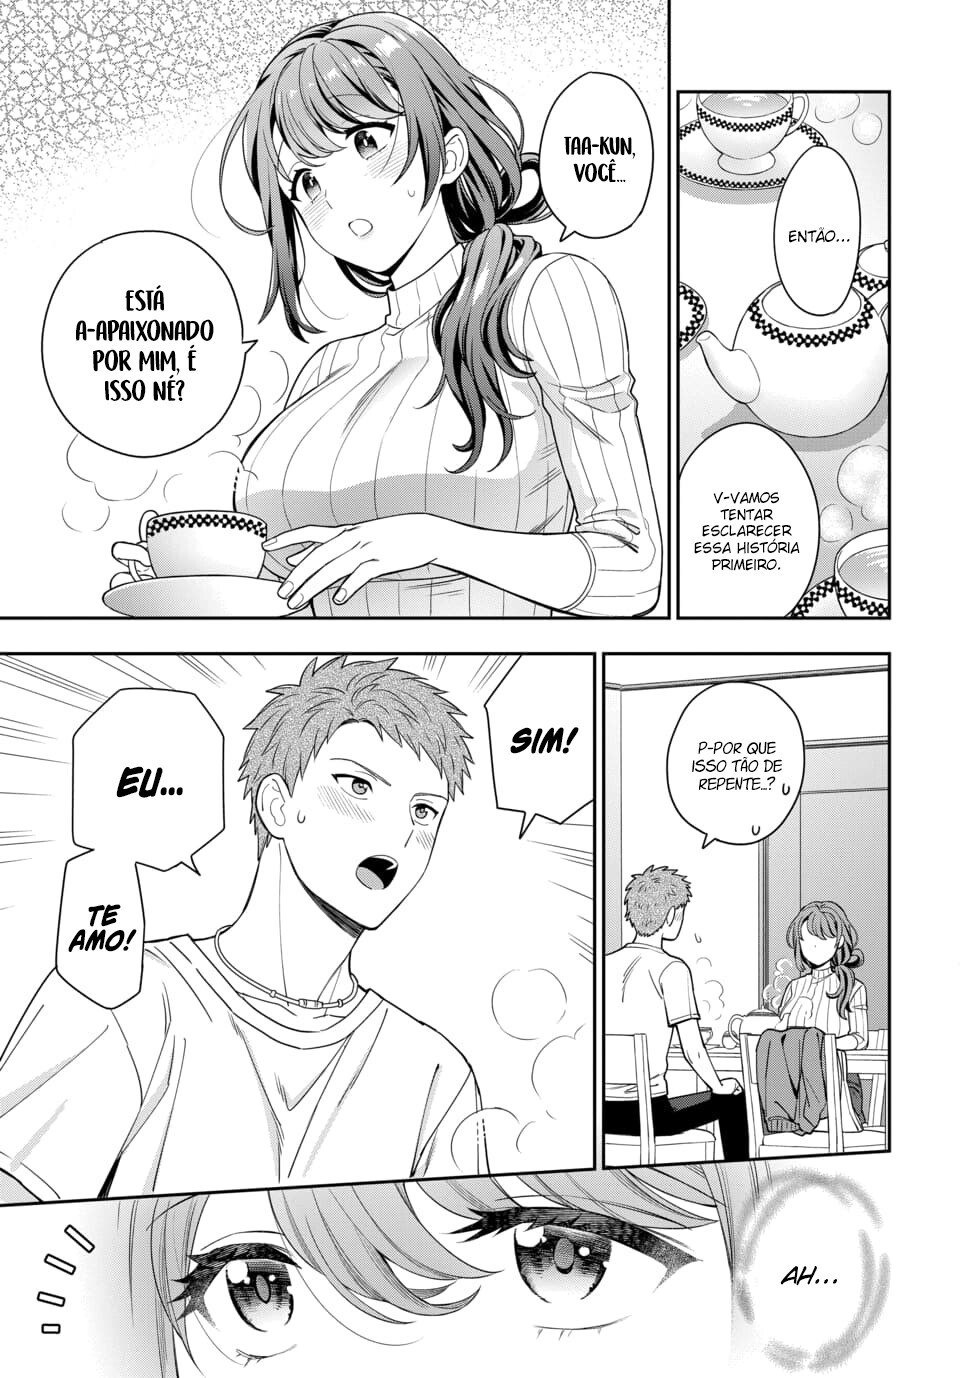 ENTÃO...
V-VAMOS
TENTAR
ESCLARECER
ESSA HISTÓRIA
PRIMEIRO.
TAA-KUN,
VOCÊ...
ESTÁ
A-APAIXONADO
POR MIM, É
ISSO NÉ?
P-POR QUE
ISSO TÃO DE
REPENTE...?
SIM!
EU...
TE
AMO!
AH...